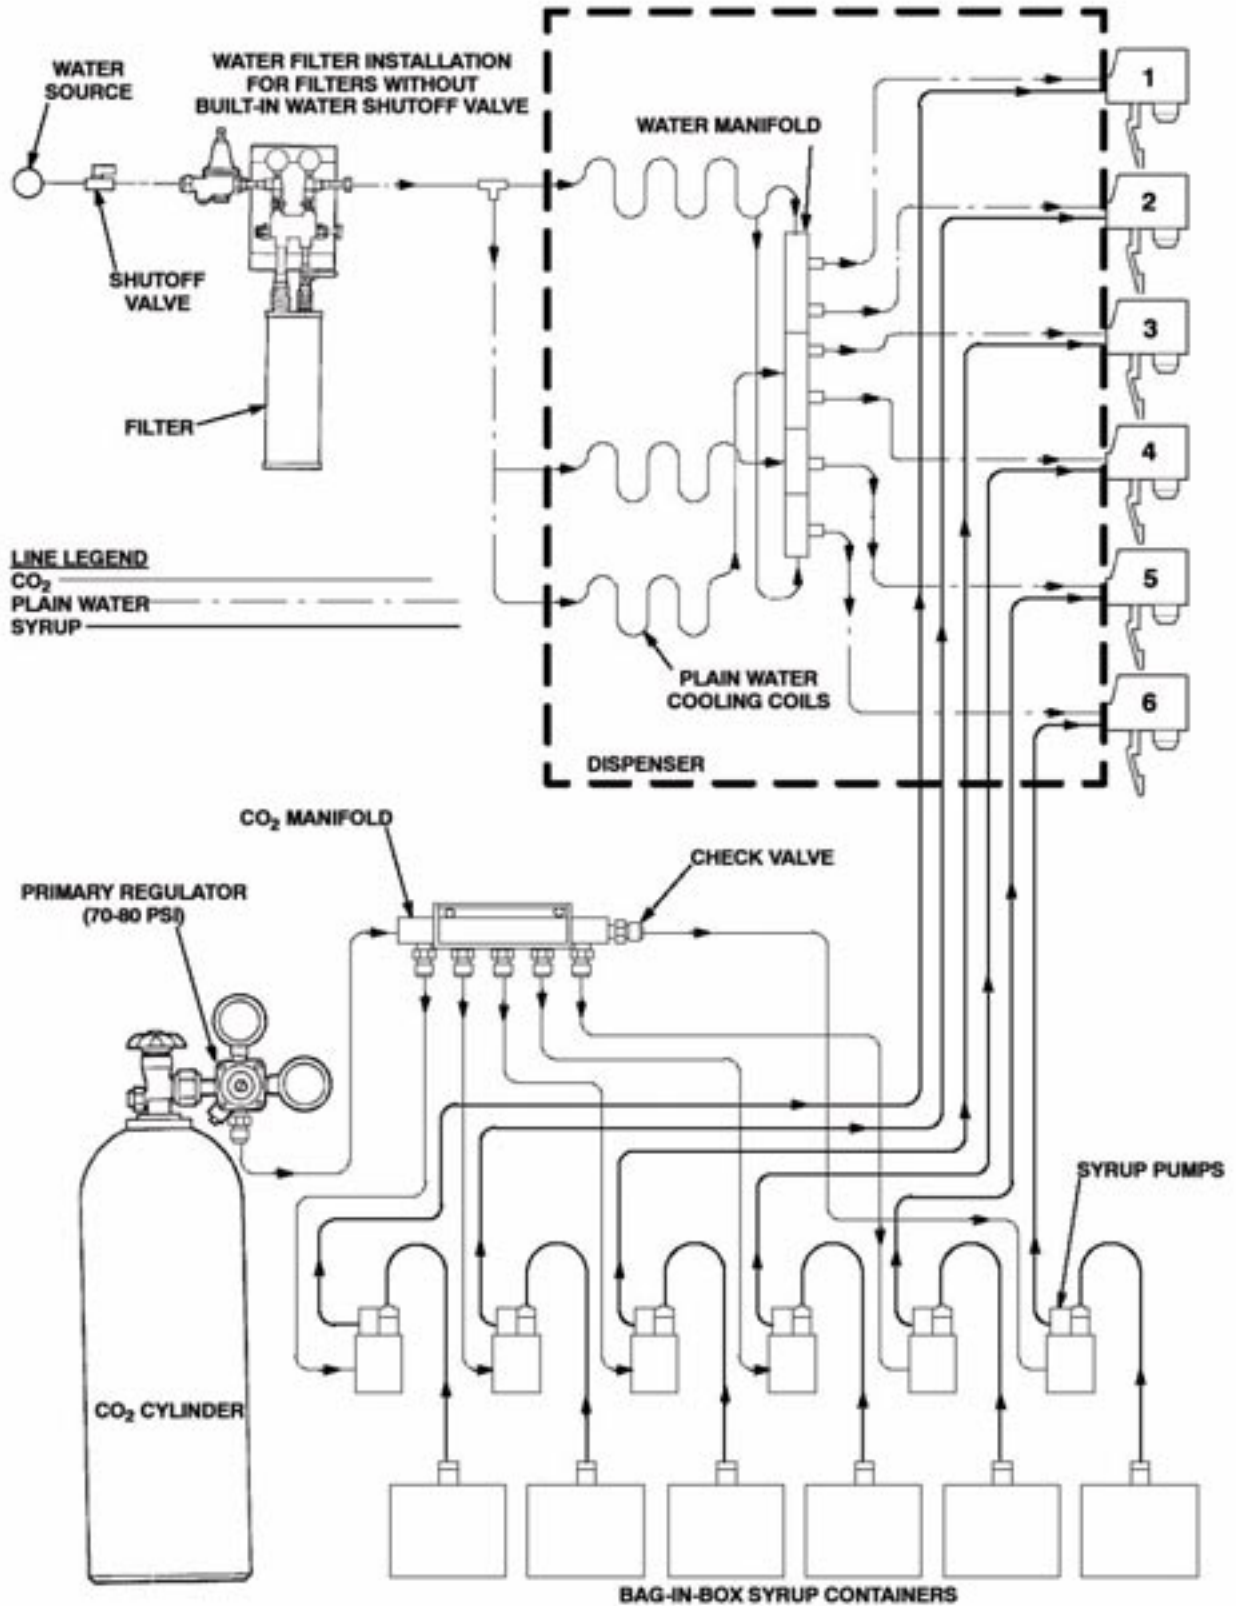 WATER
SOURCE
WATER FILTER INSTALLATION
FOR FILTERS WITHOUT
BUILT-IN WATER SHUTOFF VALVE
WATER MANIFOLD
1
2
SHUTOFF
VALVE
3
FILTER
4
LINE LEGEND
CO₂
PLAIN WATER
SYRUP
5
PLAIN WATER
COOLING COILS
6
DISPENSER
CO₂ MANIFOLD
CHECK VALVE
PRIMARY REGULATOR
(70-80 PSI)
SYRUP PUMPS
CO₂ CYLINDER
BAG-IN-BOX SYRUP CONTAINERS